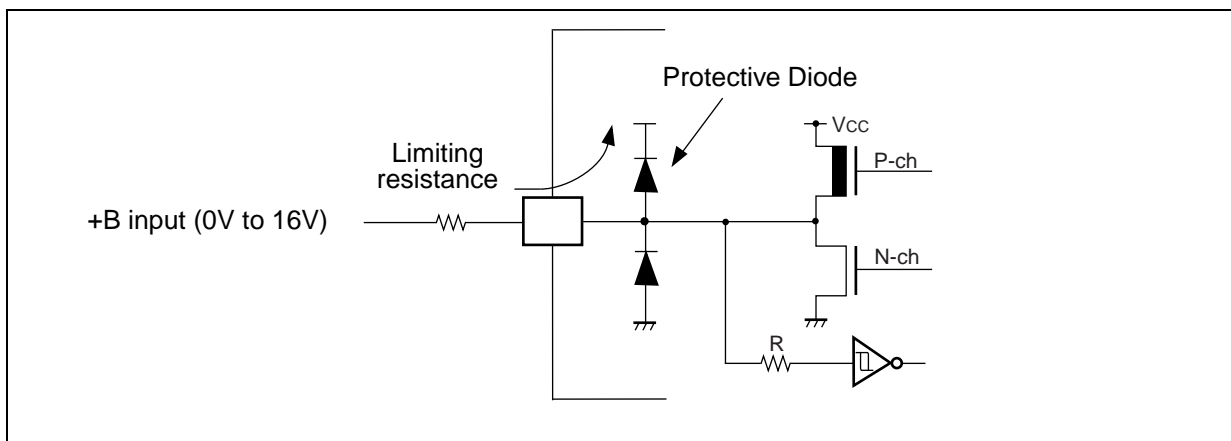 Protective Diode
VCC
Limiting
resistance
P-ch
+B input (0V to 16V)
N-ch
R